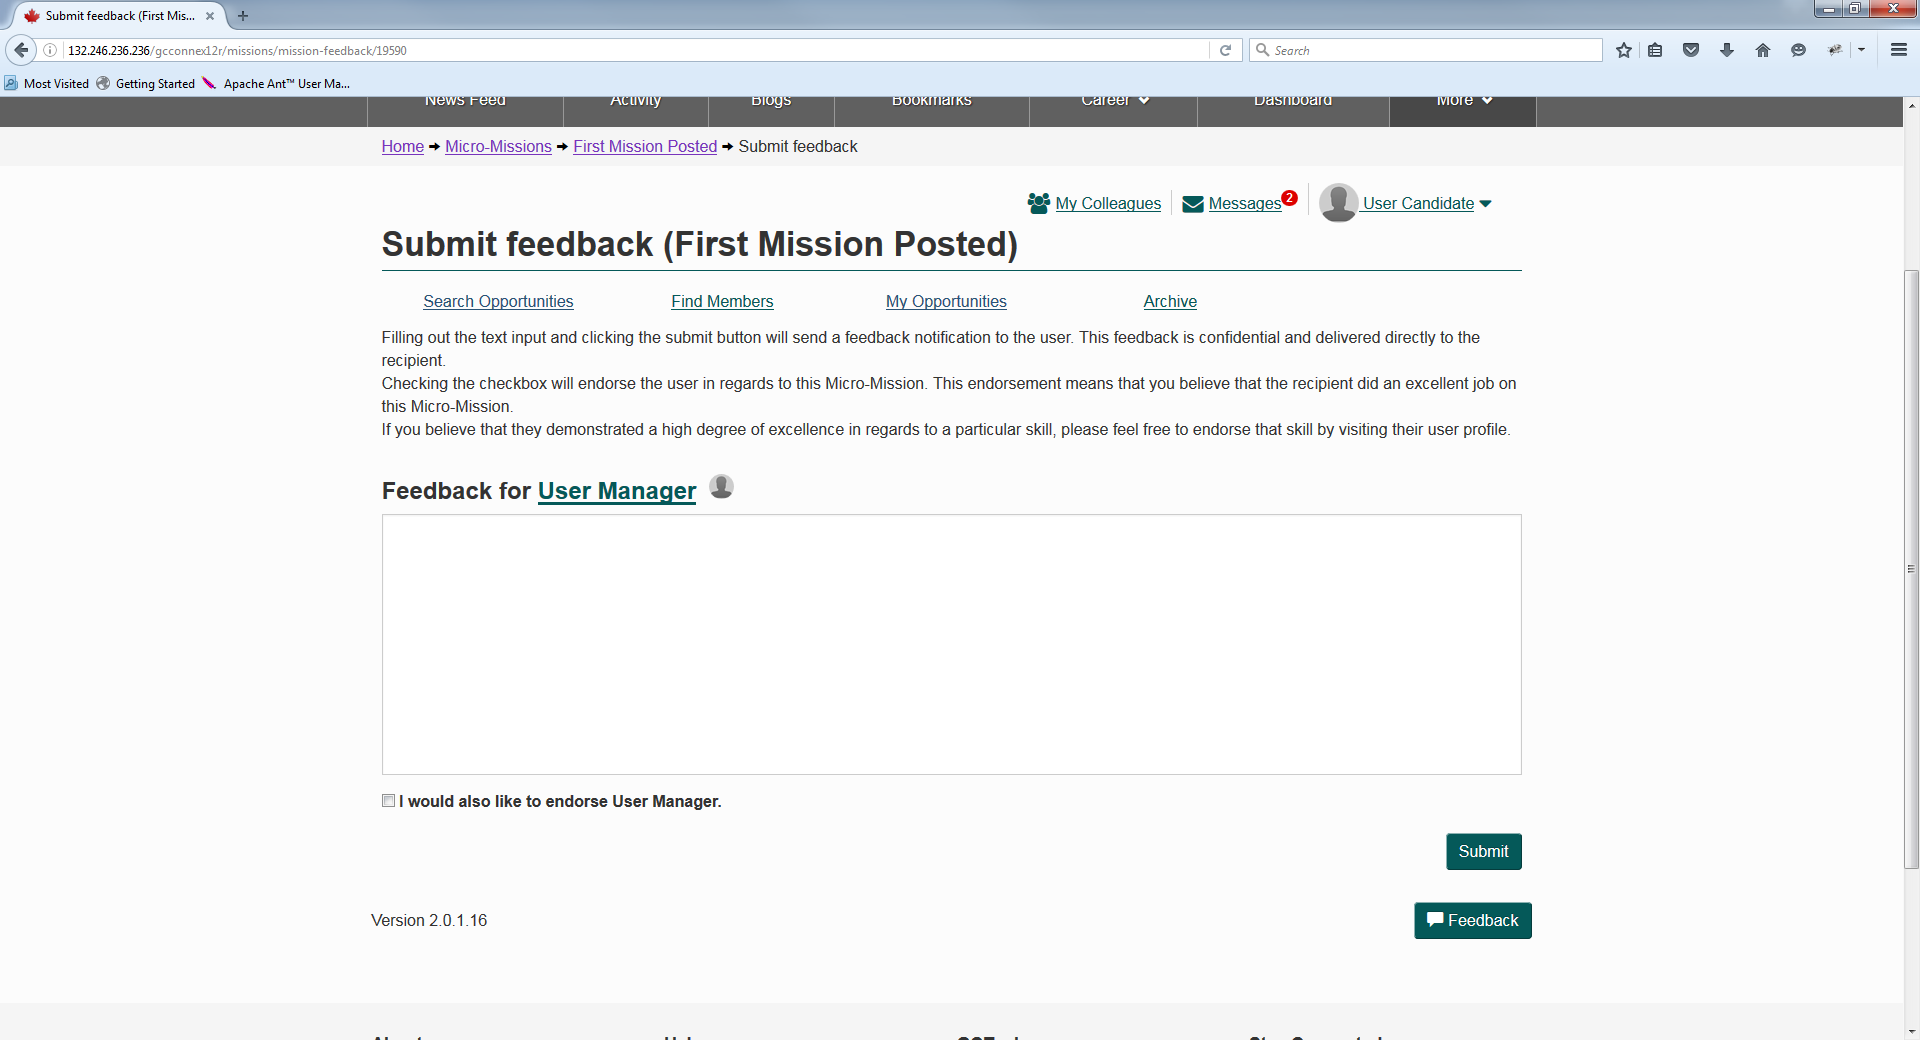 Submit feedback (First Mis...
132.246.236.236/gcconnex12r/missions/mission-feedback/19590
Search
Most Visited Getting Started Apache Ant™ User Ma...
News Feed Activity Blogs Bookmarks Career Dashboard More
Home Micro-Missions First Mission Posted Submit feedback
My Colleagues Messages 2 User Candidate
Submit feedback (First Mission Posted)
Search Opportunities Find Members My Opportunities Archive
Filling out the text input and clicking the submit button will send a feedback notification to the user. This feedback is confidential and delivered directly to the
recipient.
Checking the checkbox will endorse the user in regards to this Micro-Mission. This endorsement means that you believe that the recipient did an excellent job on
this Micro-Mission.
If you believe that they demonstrated a high degree of excellence in regards to a particular skill, please feel free to endorse that skill by visiting their user profile.
Feedback for User Manager
I would also like to endorse User Manager.
Submit
Version 2.0.1.16
Feedback